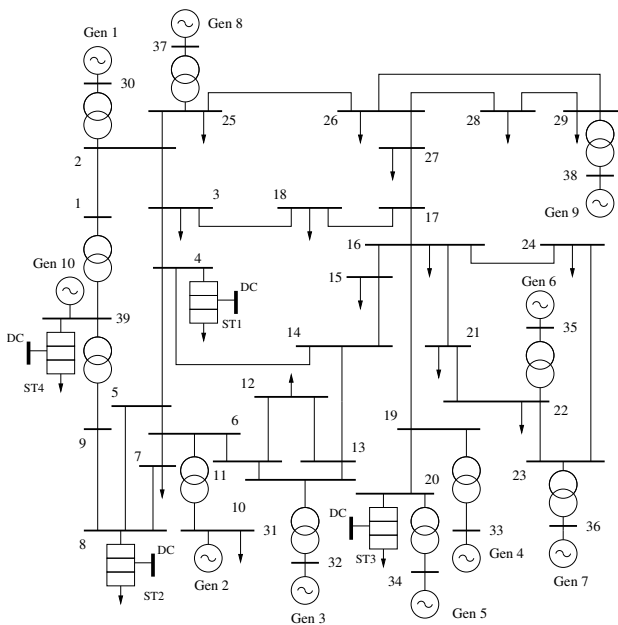 Gen 1
Gen 8
30
37
25
26
28
29
2
27
38
Gen 9
3
18
17
1
16
24
4
15
Gen 10
DC
ST1
Gen 6
39
14
21
35
DC
ST4
5
12
22
6
13
19
9
7
11
20
23
10
31
DC
33
36
8
DC
Gen 2
32
ST3
34
Gen 4
Gen 7
ST2
Gen 3
Gen 5